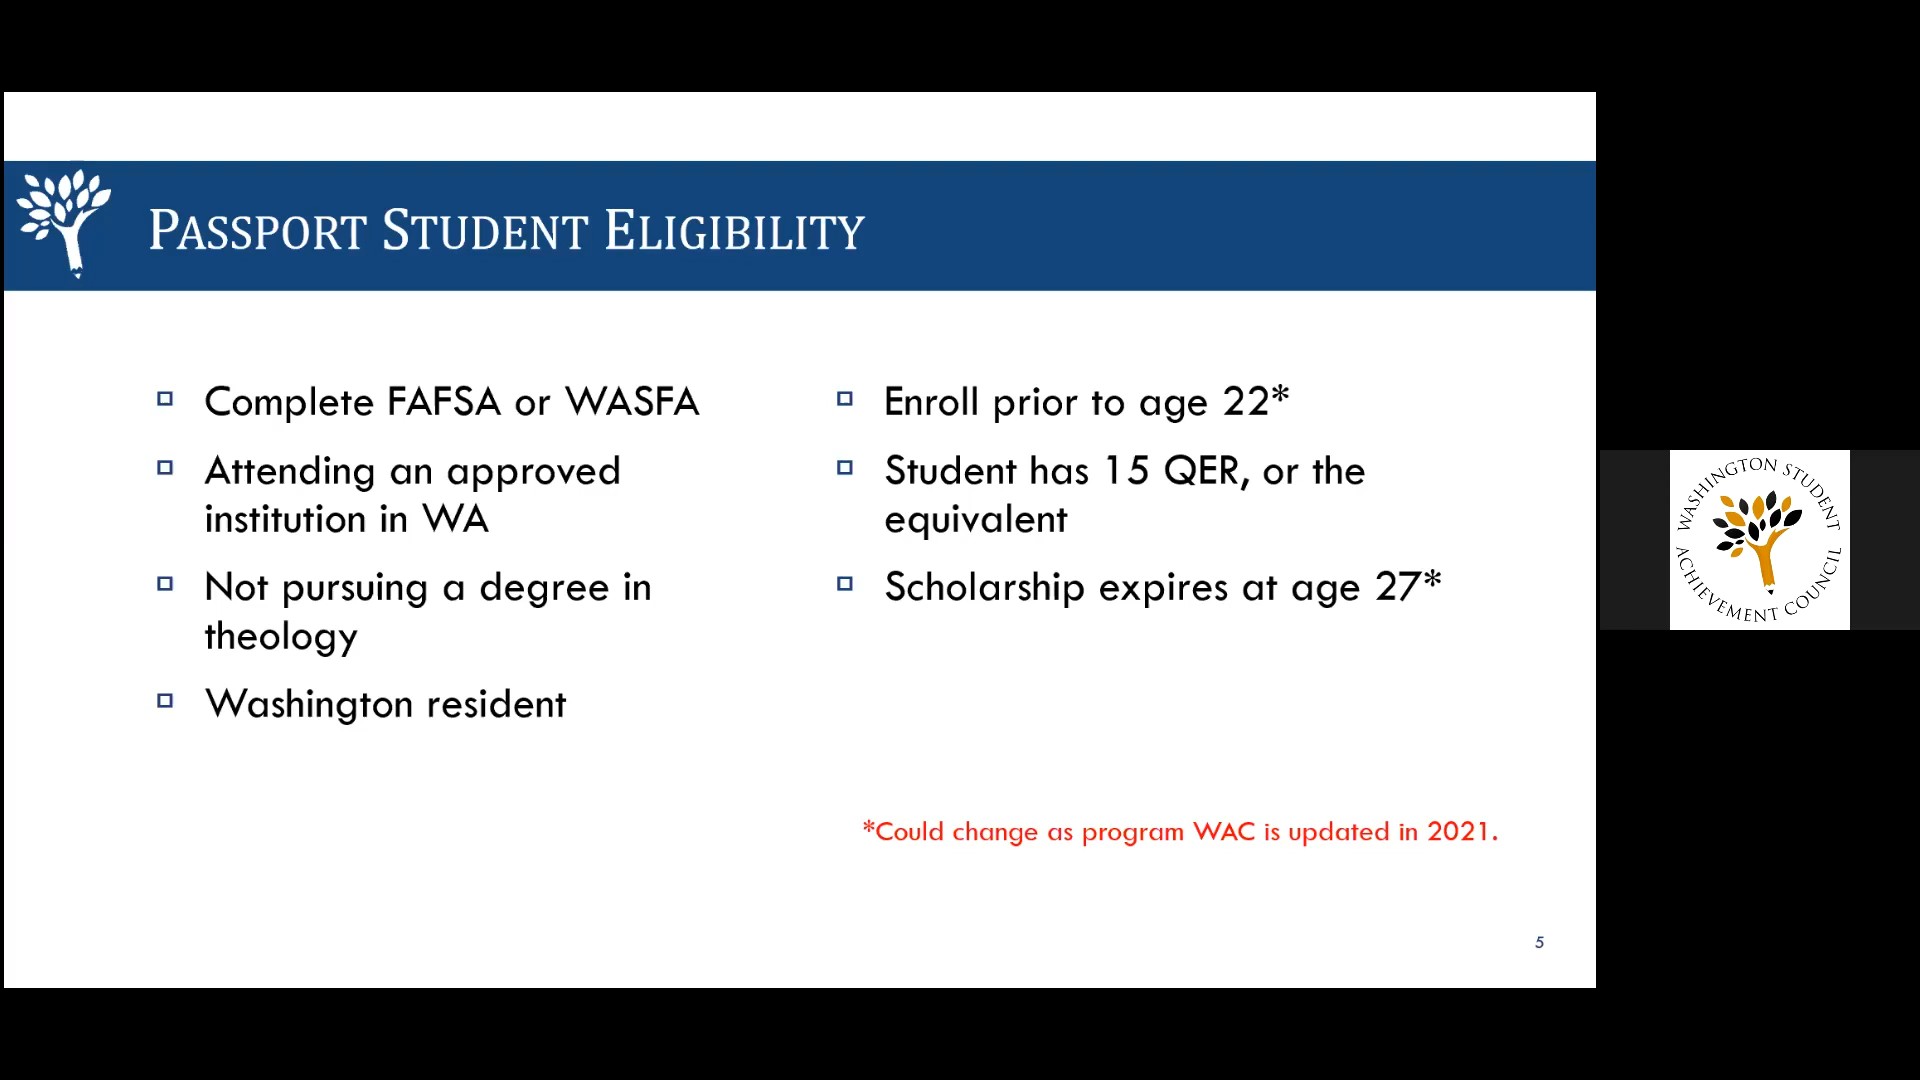 PASSPORT STUDENT ELIGIBILITY
Complete FAFSA or WASFA
Attending an approved
institution in WA
Not pursuing a degree in
theology
Washington resident
Enroll prior to age 22*
Student has 15 QER, or the
equivalent
Scholarship expires at age 27*
*Could change as program WAC is updated in 2021.
5
WASHINGTON STUDENT
ACHIEVEMENT COUNCIL